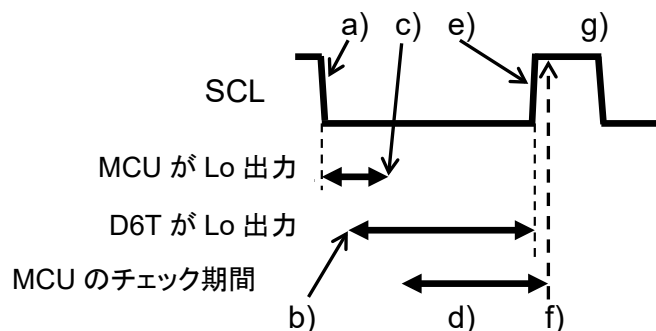 a) c) e) g)
SCL
MCU が Lo 出力
D6T が Lo 出力
MCU のチェック期間
b) d) f)